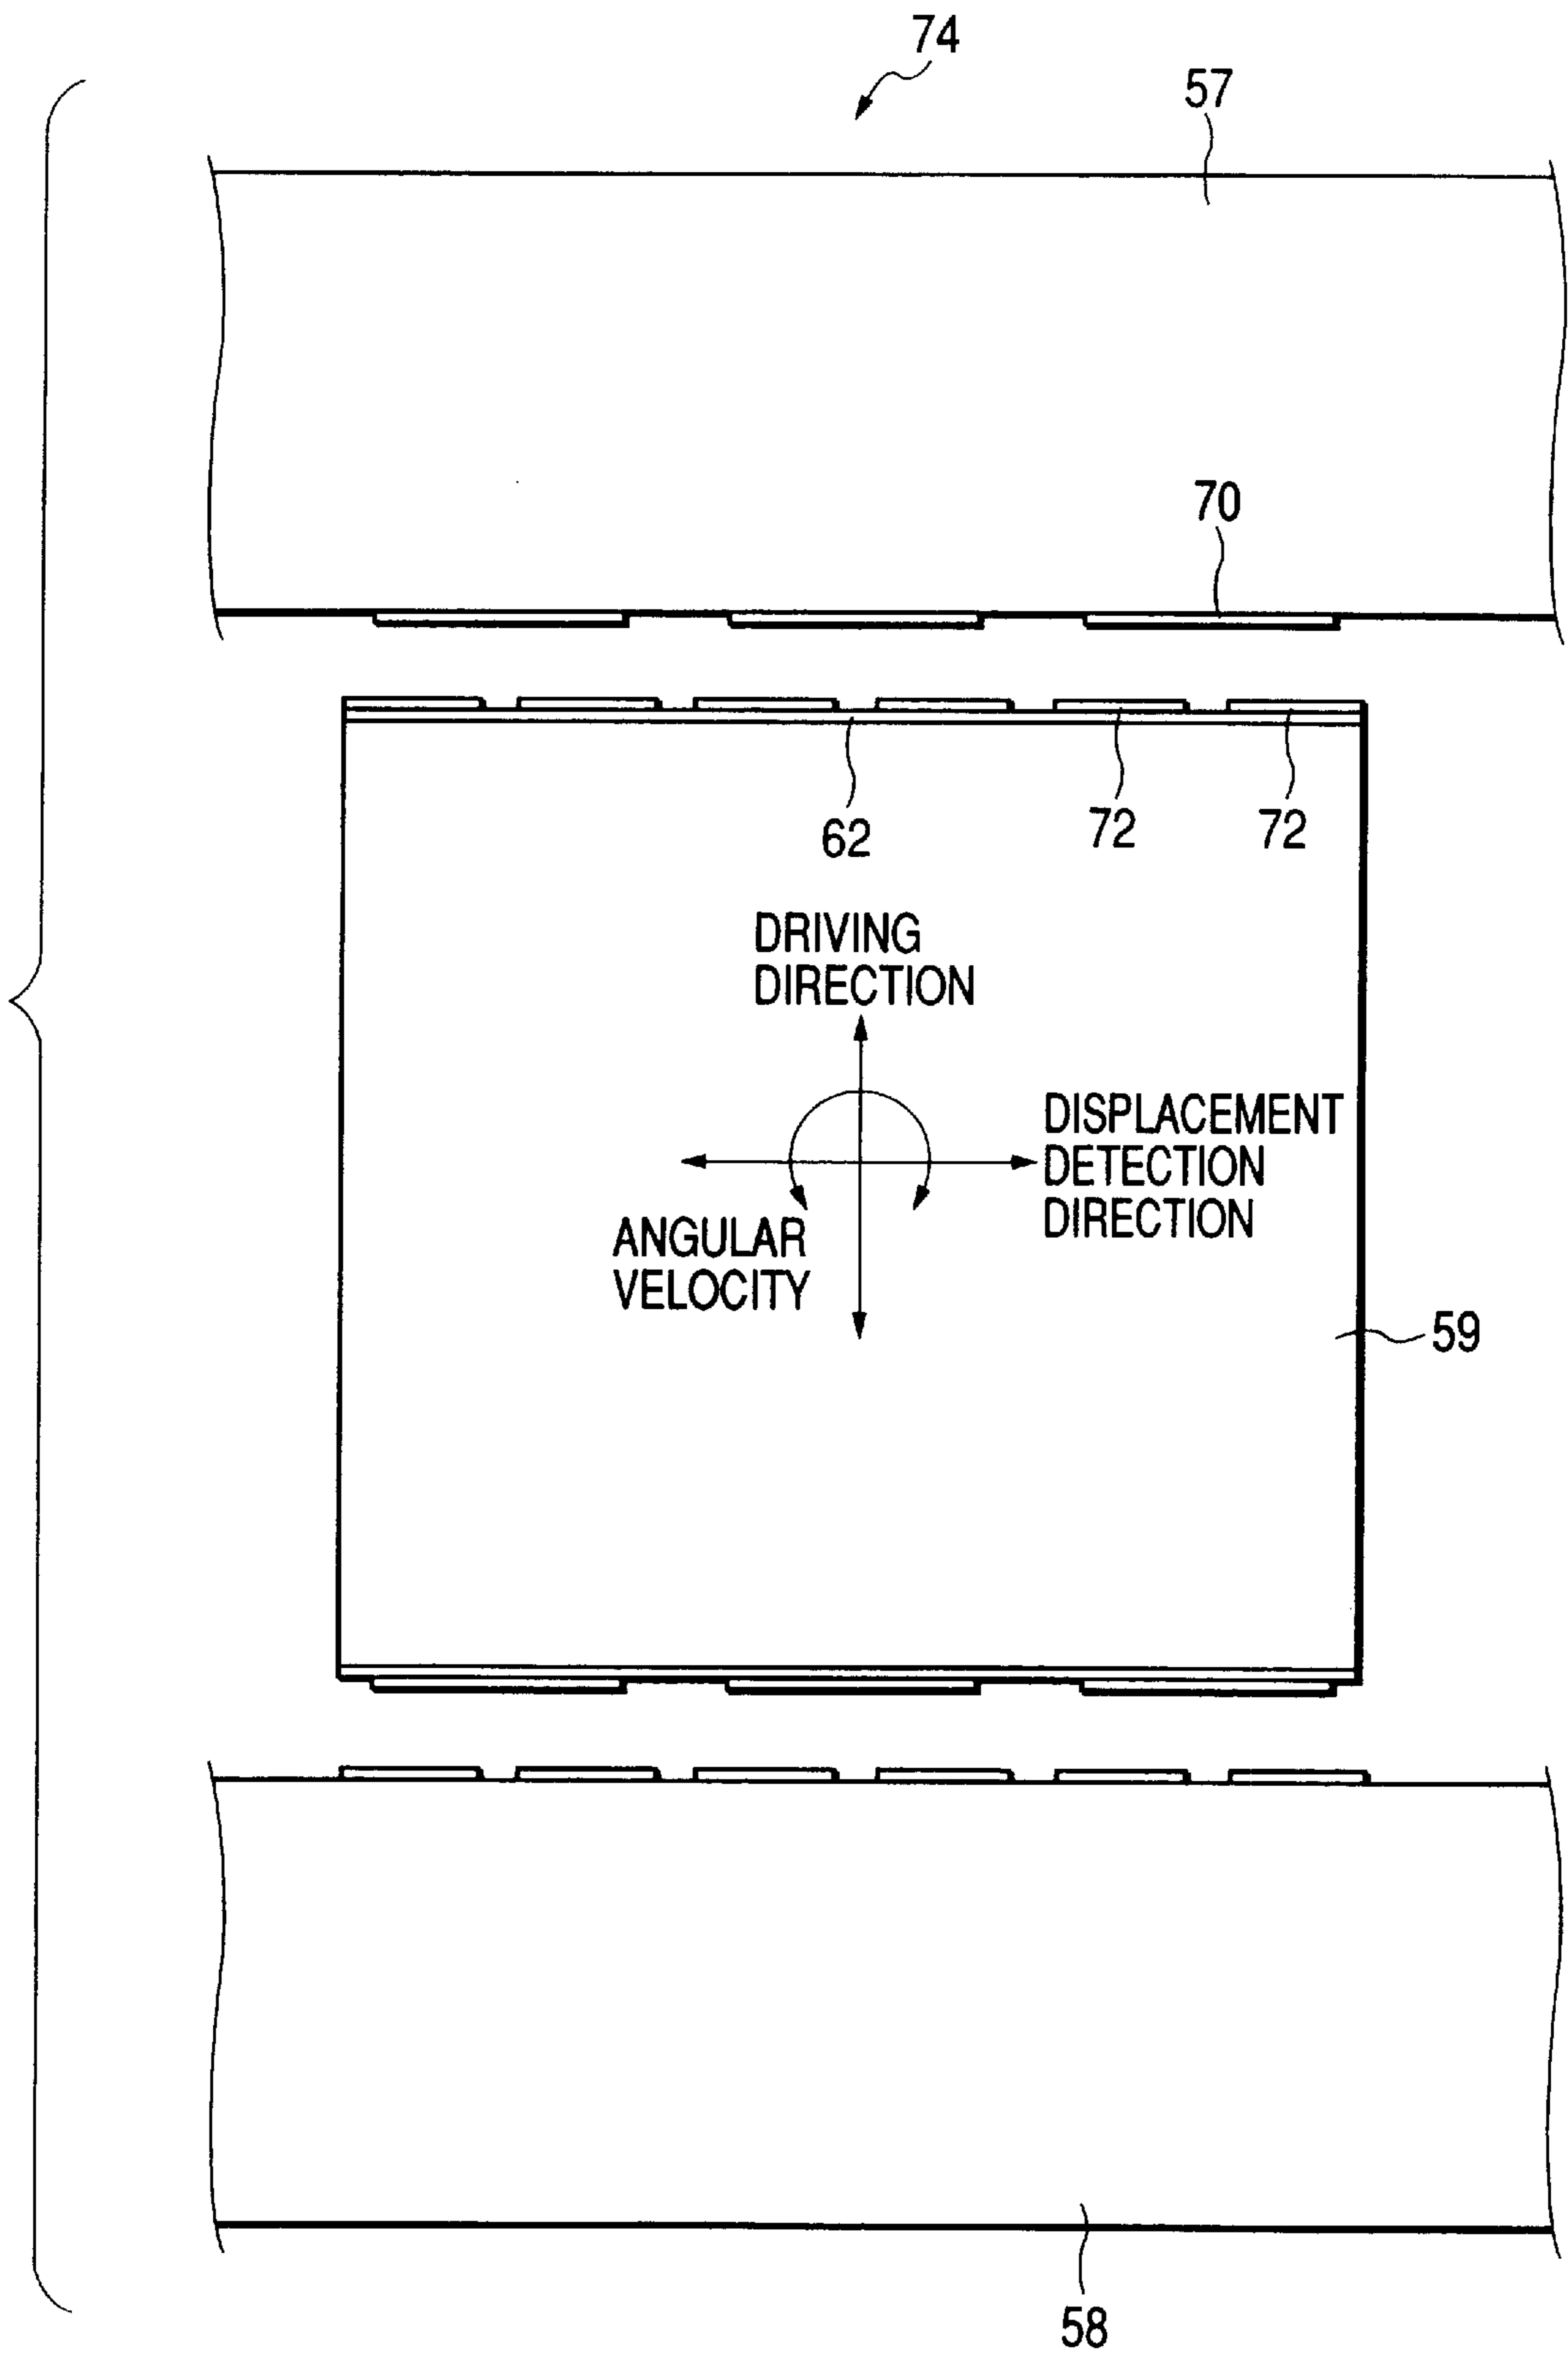 74
57
70
62
72
72
DRIVING
DIRECTION
DISPLACEMENT
DETECTION
DIRECTION
ANGULAR
VELOCITY
59
58